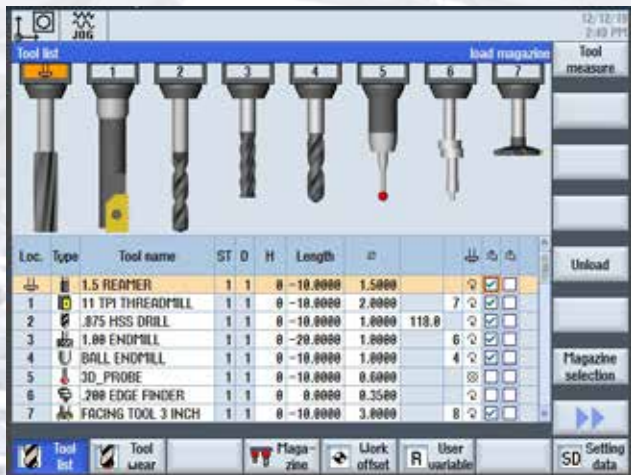 JOG
12/12/19
2:40 PM
Tool list load magazine
Tool measure
1 2 3 4 5 6 7
Loc. Type Tool name ST D H Length ø
1.5 REAMER 1 1 0 -10.0000 1.5000
1 11 TPI THREADMILL 1 1 0 -10.0000 2.0000 7
2 .875 HSS DRILL 1 1 0 -10.0000 1.0000 118.0
3 1.00 ENDMILL 1 1 0 -20.0000 1.0000 6
4 BALL ENDMILL 1 1 0 -10.0000 1.0000 4
5 3D_PROBE 1 1 0 -10.0000 0.6000
6 .200 EDGE FINDER 1 1 0 0.0000 0.3500
7 FACING TOOL 3 INCH 1 1 0 -10.0000 3.0000 8
Unload
Magazine selection
Tool list
Tool wear
Maga-zine
Work offset
R User variable
SD Setting data